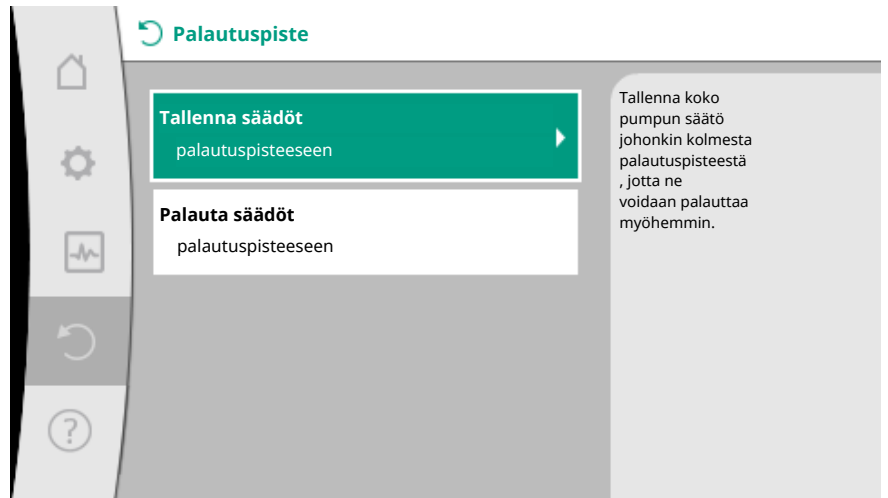 Palautuspiste
Tallenna säädöt
palautuspisteeseen
Palauta säädöt
palautuspisteeseen
Tallenna koko
pumpun säätö
johonkin kolmesta
palautuspisteestä
, jotta ne
voidaan palauttaa
myöhemmin.
?